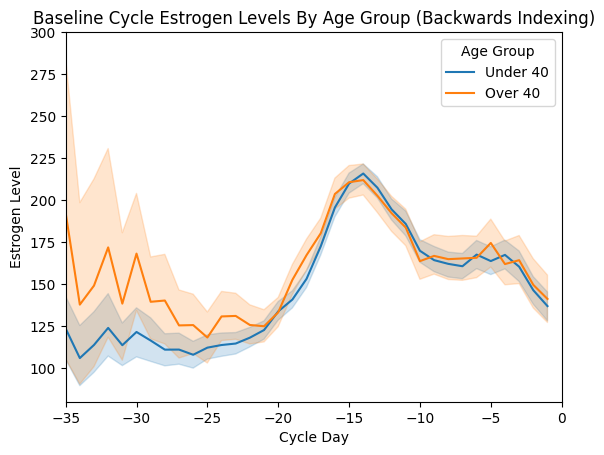 Baseline Cycle Estrogen Levels By Age Group (Backwards Indexing)
Age Group
Under 40
Over 40
Estrogen Level
300
275
250
225
200
175
150
125
100
−35
−30
−25
−20
−15
−10
−5
0
Cycle Day